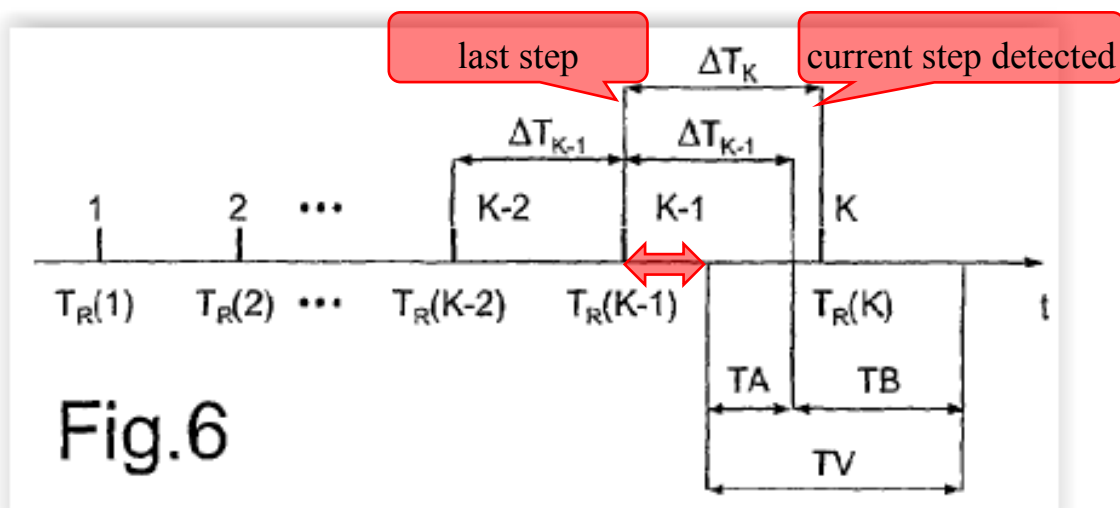 last step
current step detected
ΔT_K
ΔT_K-1 ΔT_K-1
1 2 ••• K-2 K-1 K
T_R(1) T_R(2) ••• T_R(K-2) T_R(K-1) T_R(K) t
TA TB
Fig.6
TV